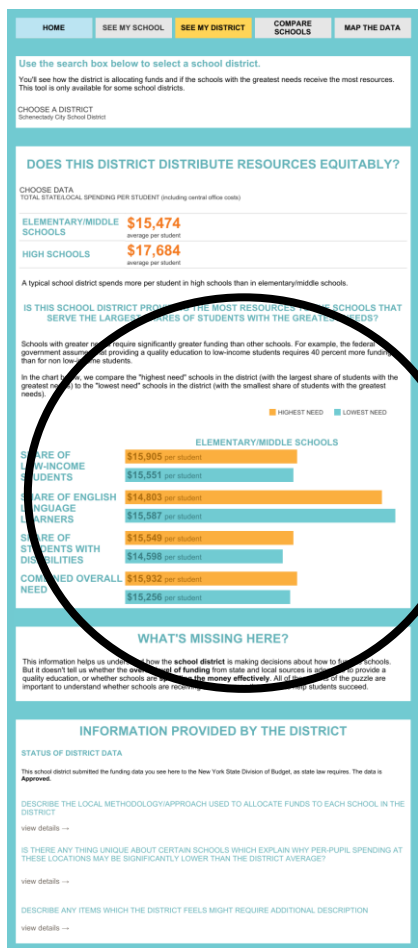 HOME
SEE MY SCHOOL
SEE MY DISTRICT
COMPARE
SCHOOLS
MAP THE DATA
Use the search box below to select a school district.
You'll see how the district is allocating funds and if the schools with the greatest needs receive the most resources.
This tool is only available for some school districts.
CHOOSE A DISTRICT
Schenectady City School District
DOES THIS DISTRICT DISTRIBUTE RESOURCES EQUITABLY?
CHOOSE DATA
TOTAL STATE/LOCAL SPENDING PER STUDENT (including central office costs)
ELEMENTARY/MIDDLE
SCHOOLS
$15,474
average per student
HIGH SCHOOLS
$17,684
average per student
A typical school district spends more per student in high schools than in elementary/middle schools.
IS THIS SCHOOL DISTRICT PROVIDING THE MOST RESOURCES TO THE SCHOOLS THAT
SERVE THE LARGEST SHARES OF STUDENTS WITH THE GREATEST NEEDS?
Schools with greater needs require significantly greater funding than other schools. For example, the federal
government assumes that providing a quality education to low-income students requires 40 percent more funding
than for non low-income students.
In the chart below, we compare the "highest need" schools in the district (with the largest share of students with the
greatest needs) to the "lowest need" schools in the district (with the smallest share of students with the greatest
needs).
HIGHEST NEED
LOWEST NEED
ELEMENTARY/MIDDLE SCHOOLS
SHARE OF
LOW-INCOME
STUDENTS
$15,905 per student
$15,551 per student
SHARE OF ENGLISH
LANGUAGE
LEARNERS
$14,803 per student
$15,587 per student
SHARE OF
STUDENTS WITH
DISABILITIES
$15,549 per student
$14,598 per student
COMBINED OVERALL
NEED
$15,932 per student
$15,256 per student
WHAT'S MISSING HERE?
This information helps us understand how the school district is making decisions about how to fund its schools.
But it doesn't tell us whether the overall level of funding from state and local sources is adequate to provide a
quality education, or whether schools are spending the money effectively. All of these pieces of the puzzle are
important to understand whether schools are receiving help students succeed.
INFORMATION PROVIDED BY THE DISTRICT
STATUS OF DISTRICT DATA
This school district submitted the funding data you see here to the New York State Division of Budget, as state law requires. The data is
Approved.
DESCRIBE THE LOCAL METHODOLOGY/APPROACH USED TO ALLOCATE FUNDS TO EACH SCHOOL IN THE
DISTRICT
view details →
IS THERE ANY THING UNIQUE ABOUT CERTAIN SCHOOLS WHICH EXPLAIN WHY PER-PUPIL SPENDING AT
THESE LOCATIONS MAY BE SIGNIFICANTLY LOWER THAN THE DISTRICT AVERAGE?
view details →
DESCRIBE ANY ITEMS WHICH THE DISTRICT FEELS MIGHT REQUIRE ADDITIONAL DESCRIPTION
view details →